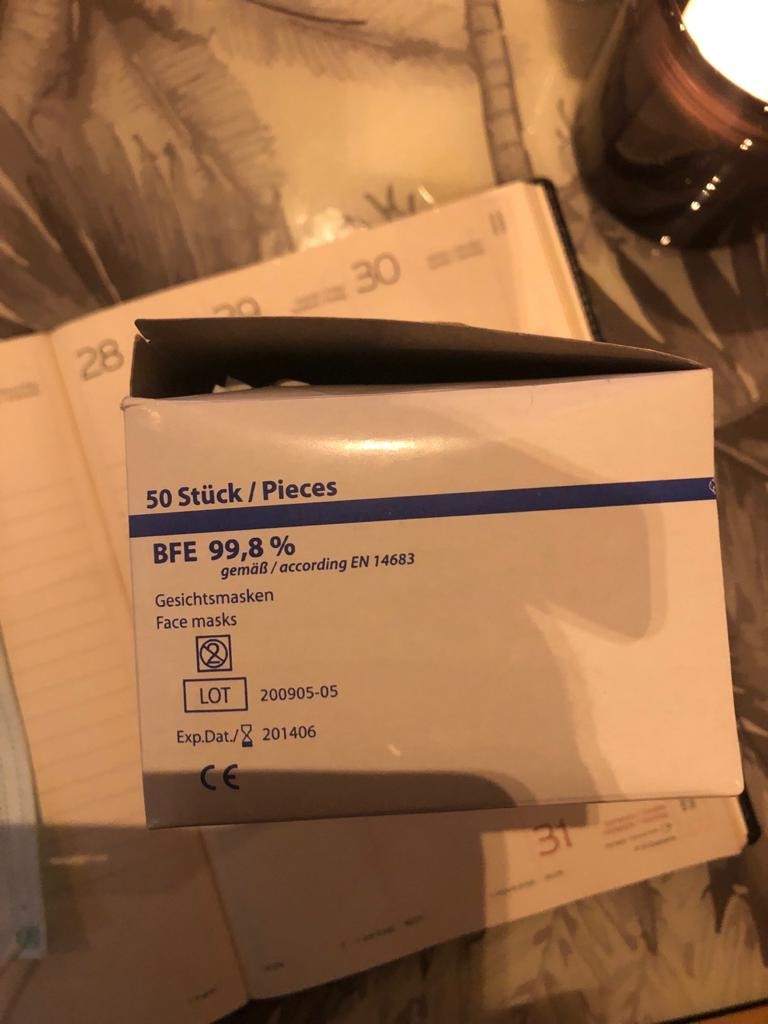 28
29
30
50 Stück / Pieces
BFE 99,8 %
gemäß / according EN 14683
Gesichtsmasken
Face masks
2
LOT 200905-05
Exp.Dat./ 201406
CE
31